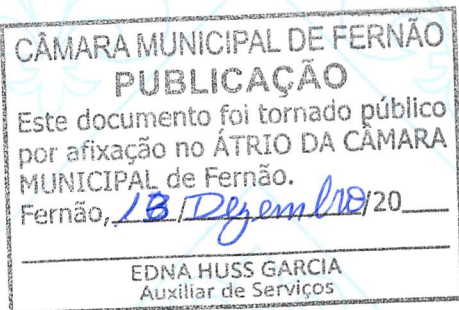 CÂMARA MUNICIPAL DE FERNÃO
PUBLICAÇÃO
Este documento foi tornado público
por afixação no ÁTRIO DA CÂMARA
MUNICIPAL de Fernão.
Fernão, 18/Dezembro/20____
EDNA HUSS GARCIA
Auxiliar de Serviços